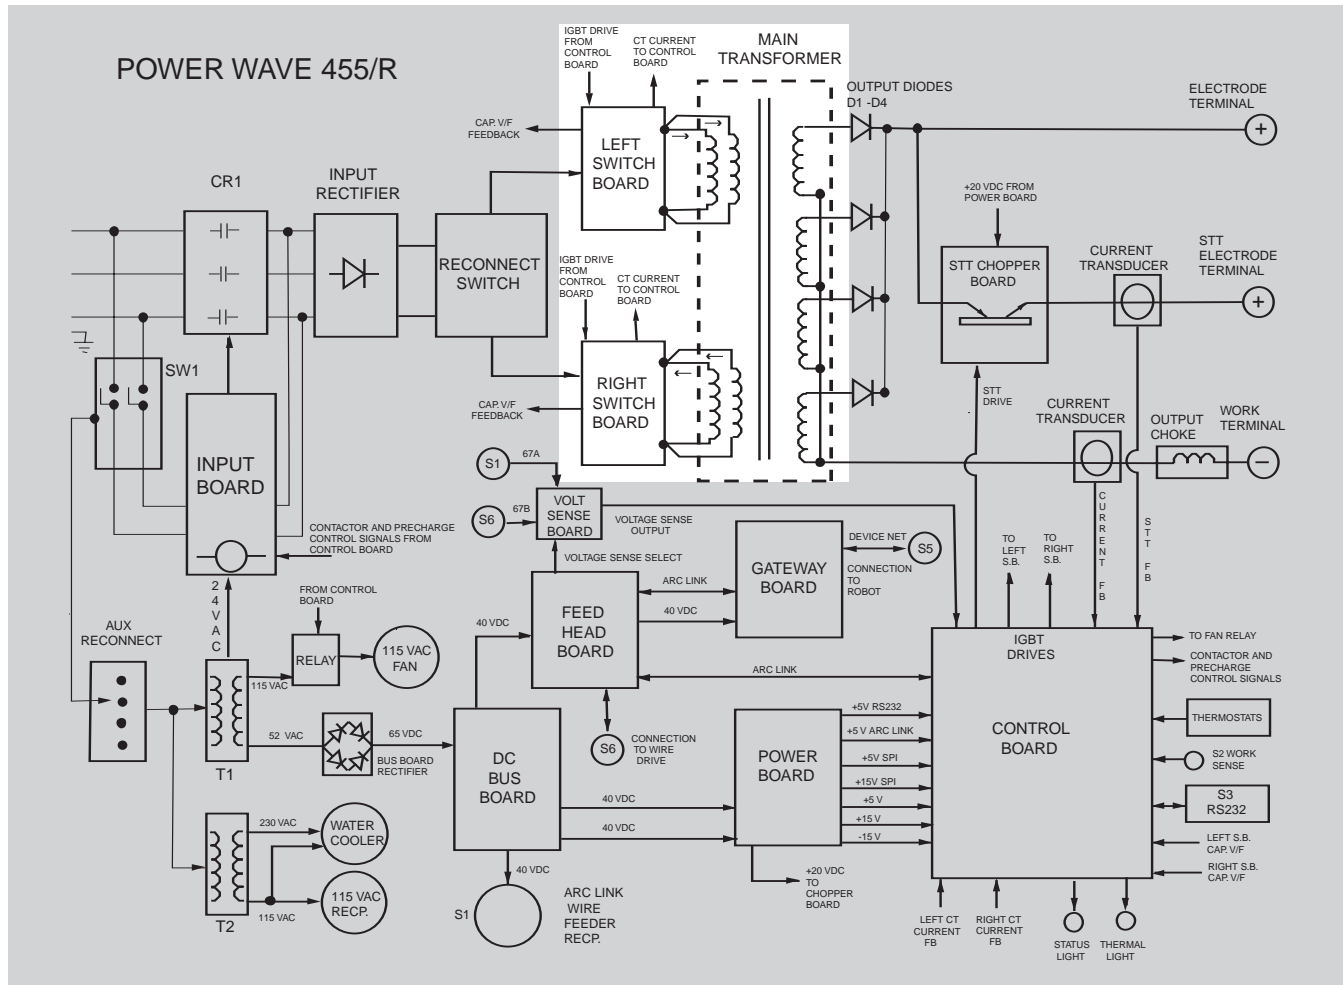 POWER WAVE 455/R
IGBT DRIVE
FROM
CONTROL
BOARD
CT CURRENT
TO CONTROL
BOARD
MAIN
TRANSFORMER
OUTPUT DIODES
D1 -D4
ELECTRODE
TERMINAL
+
CAP. V/F
FEEDBACK
LEFT
SWITCH
BOARD
CR1
INPUT
RECTIFIER
RECONNECT
SWITCH
+20 VDC FROM
POWER BOARD
STT CHOPPER
BOARD
CURRENT
TRANSDUCER
STT
ELECTRODE
TERMINAL
+
IGBT DRIVE
FROM
CONTROL
BOARD
CT CURRENT
TO CONTROL
BOARD
SW1
RIGHT
SWITCH
BOARD
CAP. V/F
FEEDBACK
STT
DRIVE
CURRENT
TRANSDUCER
OUTPUT
CHOKE
WORK
TERMINAL
–
INPUT
BOARD
S1
67A
S6
67B
VOLT
SENSE
BOARD
VOLTAGE SENSE
OUTPUT
CURRENT FB
STT FB
CONTACTOR AND PRECHARGE
CONTROL SIGNALS FROM
CONTROL BOARD
VOLTAGE SENSE SELECT
GATEWAY
BOARD
DEVICE NET
S5
CONNECTION
TO
ROBOT
TO
LEFT
S.B.
TO
RIGHT
S.B.
24VAC
FROM CONTROL
BOARD
ARC LINK
FEED
HEAD
BOARD
40 VDC
40 VDC
AUX
RECONNECT
RELAY
115 VAC
FAN
115 VAC
IGBT
DRIVES
TO FAN RELAY
CONTACTOR AND
PRECHARGE
CONTROL SIGNALS
ARC LINK
CONTROL
BOARD
THERMOSTATS
S2 WORK
SENSE
S3
RS232
LEFT S.B.
CAP. V/F
RIGHT S.B.
CAP. V/F
52 VAC
65 VDC
BUS BOARD
RECTIFIER
T1
DC
BUS
BOARD
S6
CONNECTION
TO WIRE
DRIVE
POWER
BOARD
+5V RS232
+5 V ARC LINK
+5V SPI
+15V SPI
+5 V
+15 V
-15 V
40 VDC
40 VDC
230 VAC
WATER
COOLER
115 VAC
RECP.
115 VAC
T2
40 VDC
S1
ARC LINK
WIRE
FEEDER
RECP.
+20 VDC
TO
CHOPPER
BOARD
LEFT CT
CURRENT
FB
RIGHT CT
CURRENT
FB
STATUS
LIGHT
THERMAL
LIGHT